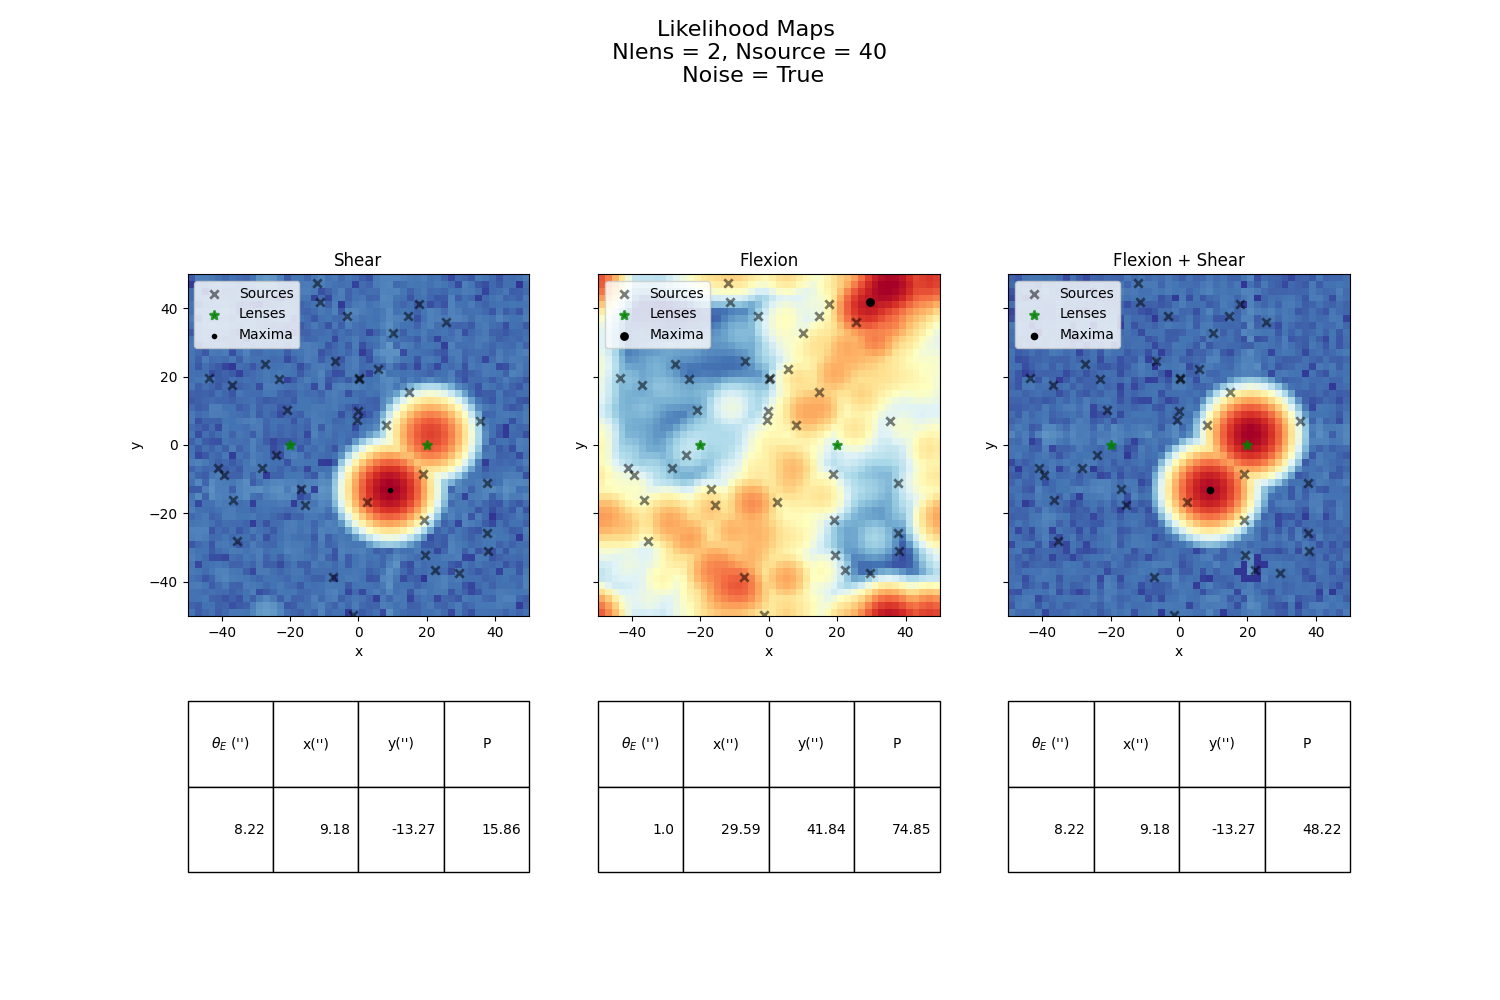 Likelihood Maps
Nlens = 2, Nsource = 40
Noise = True
Shear
Flexion
Flexion + Shear
Sources
Lenses
Maxima
Sources
Lenses
Maxima
Sources
Lenses
Maxima
y
40
20
0
−20
−40
y
y
−40 −20 0 20 40
−40 −20 0 20 40
−40 −20 0 20 40
x
x
x
θE ('') x('') y('') P
8.22 9.18 -13.27 15.86
θE ('') x('') y('') P
1.0 29.59 41.84 74.85
θE ('') x('') y('') P
8.22 9.18 -13.27 48.22